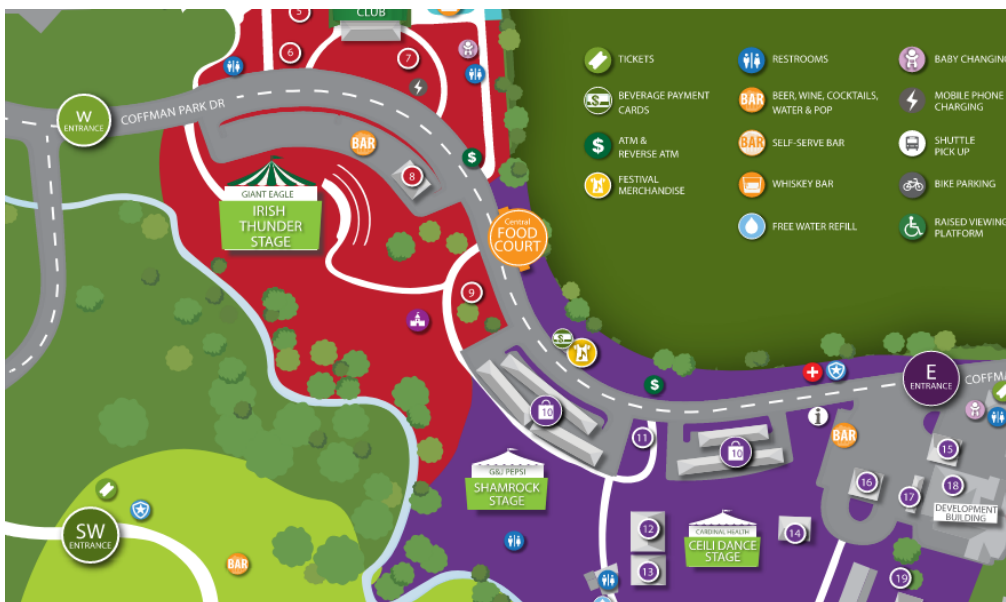 5
CLUB
6
7
TICKETS
RESTROOMS
BABY CHANGING
W
ENTRANCE
COFFMAN PARK DR
BEVERAGE PAYMENT
CARDS
BAR
BEER, WINE, COCKTAILS,
WATER & POP
MOBILE PHONE
CHARGING
BAR
$
$
ATM &
REVERSE ATM
BAR
SELF-SERVE BAR
SHUTTLE
PICK UP
8
GIANT EAGLE
IRISH
THUNDER
STAGE
FESTIVAL
MERCHANDISE
WHISKEY BAR
BIKE PARKING
Central
FOOD
COURT
FREE WATER REFILL
RAISED VIEWING
PLATFORM
9
$
E
ENTRANCE
COFFMA
i
10
11
10
BAR
15
G&J PEPSI
SHAMROCK
STAGE
16
17
18
DEVELOPMENT
BUILDING
SW
ENTRANCE
12
CARDINAL HEALTH
CEILI DANCE
STAGE
14
BAR
13
19